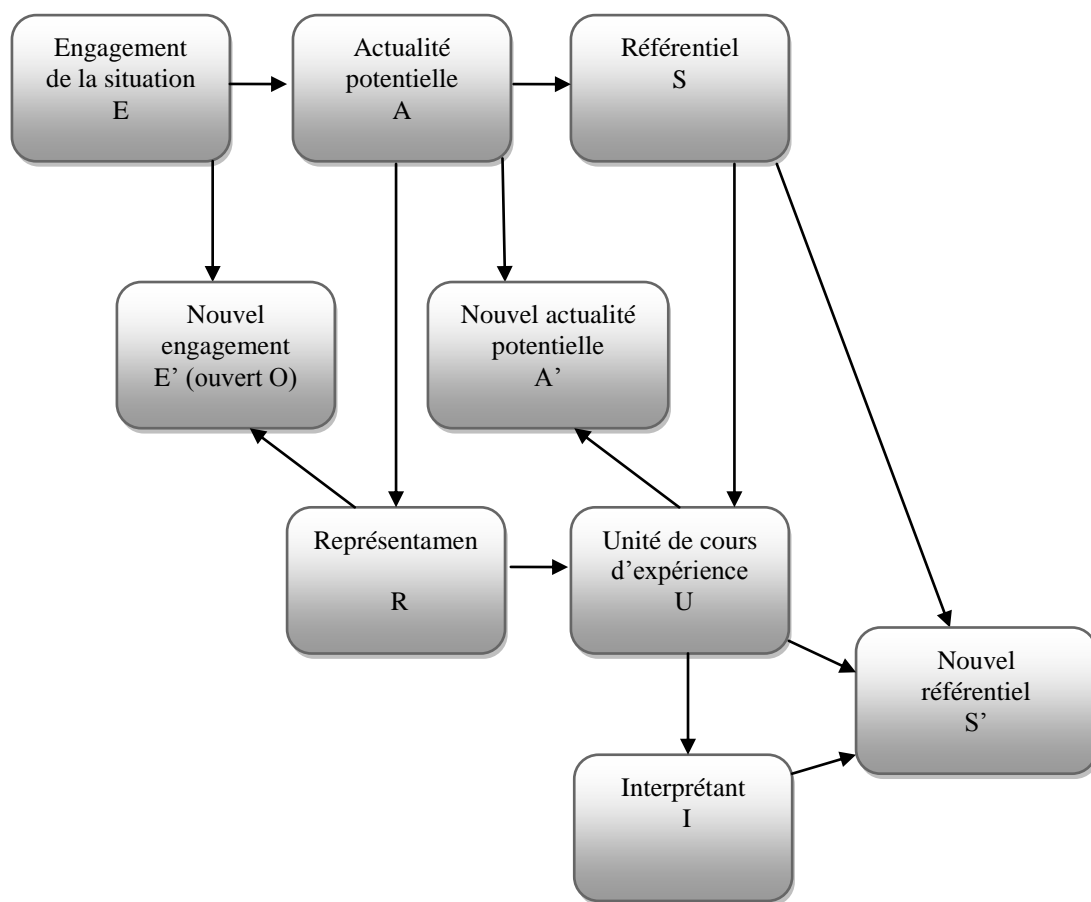 Engagement
de la situation
E
Actualité
potentielle
A
Référentiel
S
Nouvel
engagement
E’ (ouvert O)
Nouvel actualité
potentielle
A’
Représentamen
R
Unité de cours
d’expérience
U
Nouvel
référentiel
S’
Interprétant
I